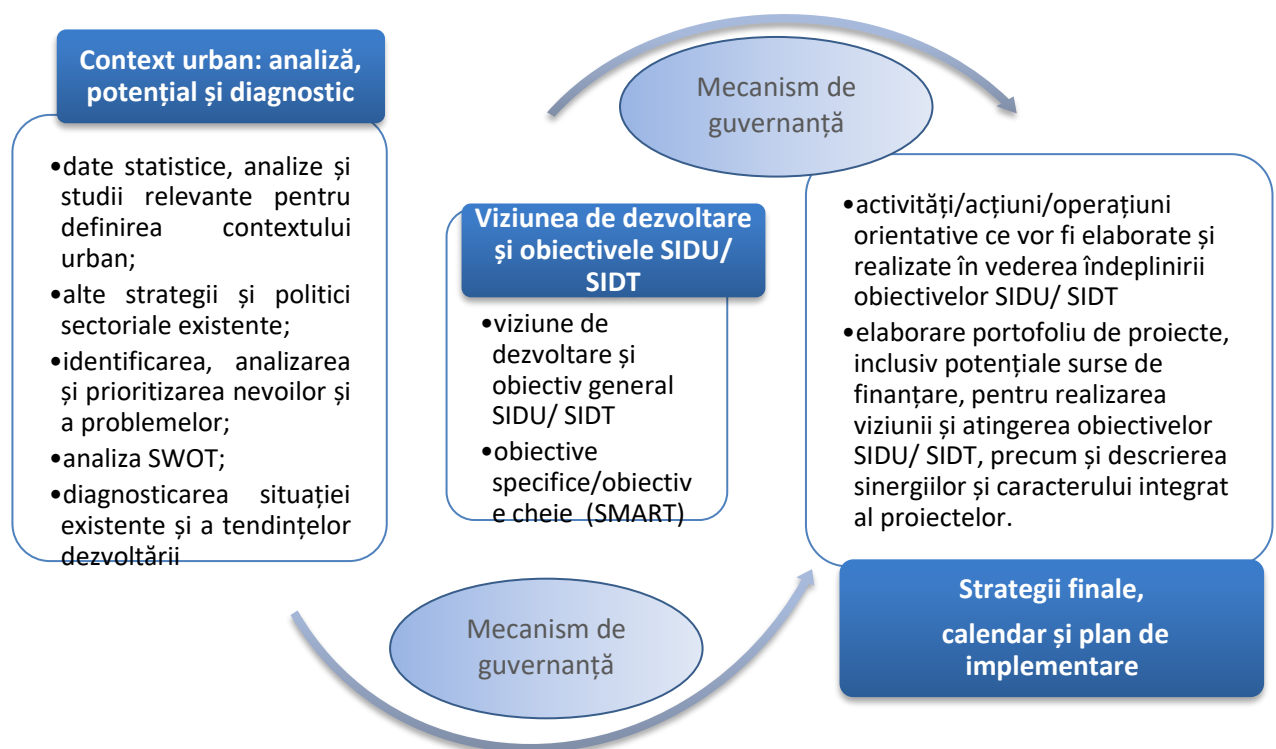 Context urban: analiză,
potențial și diagnostic
•date statistice, analize și
studii relevante pentru
definirea contextului
urban;
•alte strategii și politici
sectoriale existente;
•identificarea, analizarea
și prioritizarea nevoilor și
a problemelor;
•analiza SWOT;
•diagnosticarea situației
existente și a tendințelor
dezvoltării
Mecanism de
guvernanță
Viziunea de dezvoltare
și obiectivele SIDU/
SIDT
•viziune de
dezvoltare și
obiectiv general
SIDU/ SIDT
•obiective
specifice/obiectiv
e cheie (SMART)
Mecanism de
guvernanță
•activități/acțiuni/operațiuni
orientative ce vor fi elaborate și
realizate în vederea îndeplinirii
obiectivelor SIDU/ SIDT
•elaborare portofoliu de proiecte,
inclusiv potențiale surse de
finanțare, pentru realizarea
viziunii și atingerea obiectivelor
SIDU/ SIDT, precum și descrierea
sinergiilor și caracterului integrat
al proiectelor.
Strategii finale,
calendar și plan de
implementare